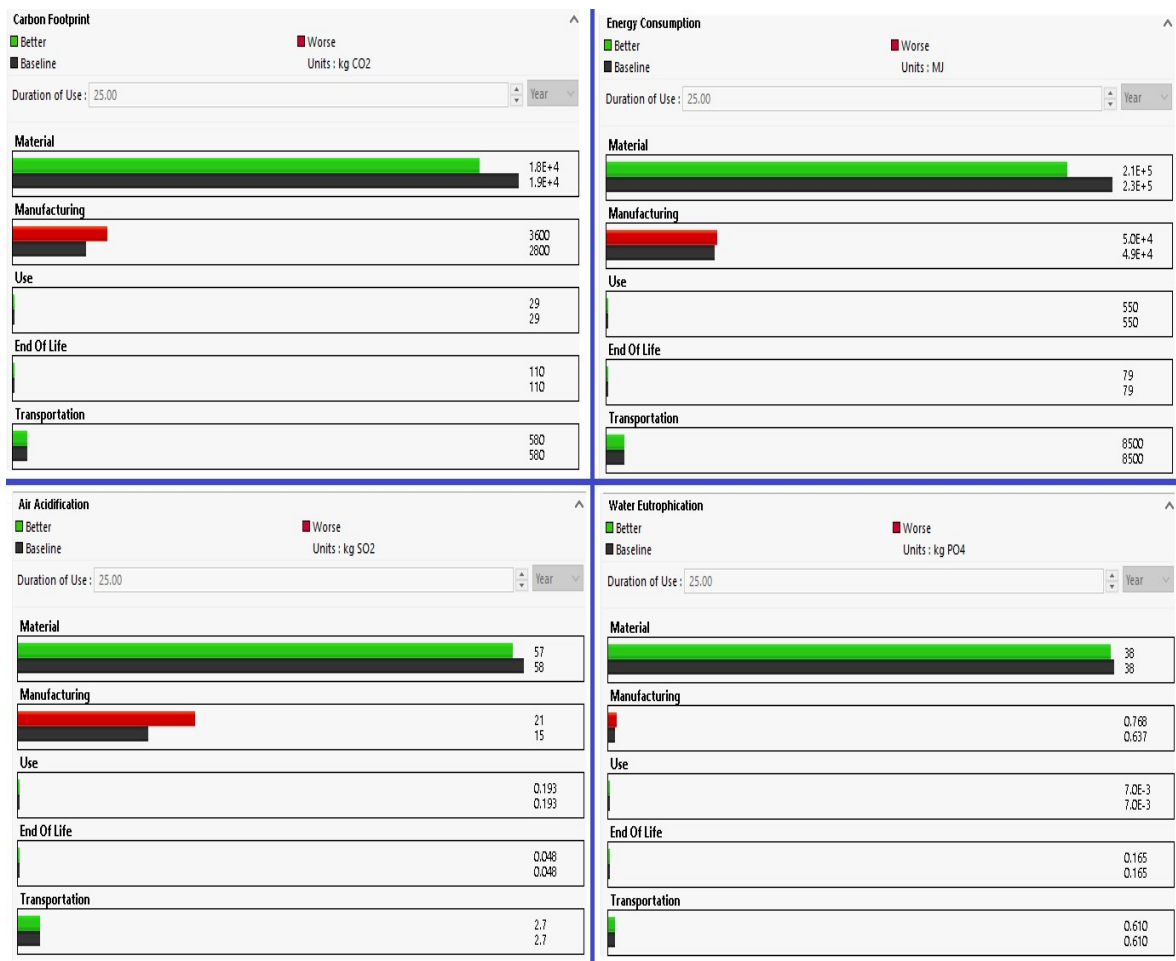 Carbon Footprint
Better Worse
Baseline Units : kg CO2
Duration of Use : 25.00 Year
Material
1.8E+4
1.9E+4
Manufacturing
3600
2800
Use
29
29
End Of Life
110
110
Transportation
580
580
Energy Consumption
Better Worse
Baseline Units : MJ
Duration of Use : 25.00 Year
Material
2.1E+5
2.3E+5
Manufacturing
5.0E+4
4.9E+4
Use
550
550
End Of Life
79
79
Transportation
8500
8500
Air Acidification
Better Worse
Baseline Units : kg SO2
Duration of Use : 25.00 Year
Material
57
58
Manufacturing
21
15
Use
0.193
0.193
End Of Life
0.048
0.048
Transportation
2.7
2.7
Water Eutrophication
Better Worse
Baseline Units : kg PO4
Duration of Use : 25.00 Year
Material
38
38
Manufacturing
0.768
0.637
Use
7.0E-3
7.0E-3
End Of Life
0.165
0.165
Transportation
0.610
0.610